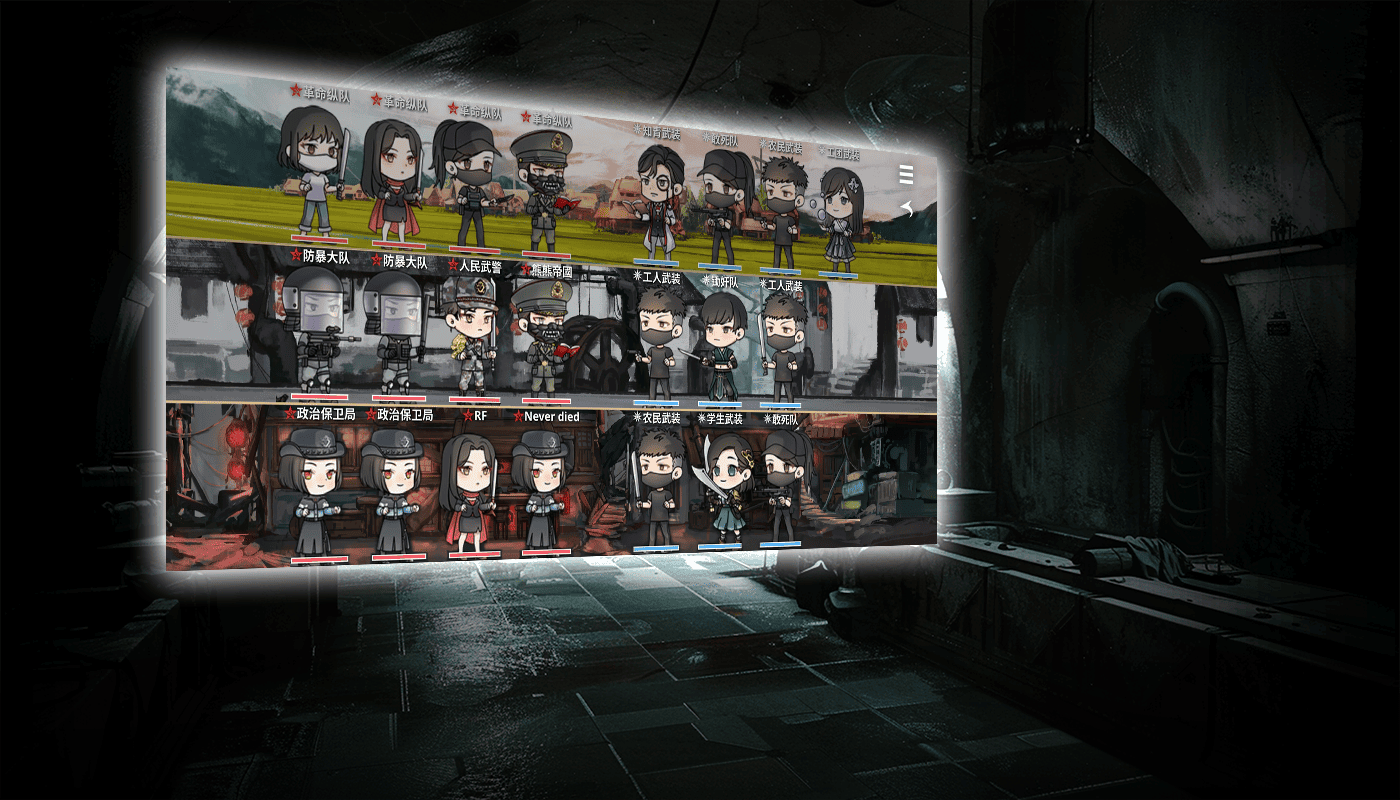 革命纵队
革命纵队
革命纵队
革命纵队
知青武装
敢死队
农民武装
工团武装
防暴大队
防暴大队
人民武警
熊熊帝國
工人武装
锄奸队
工人武装
政治保卫局
政治保卫局
RF
Never died
农民武装
学生武装
敢死队